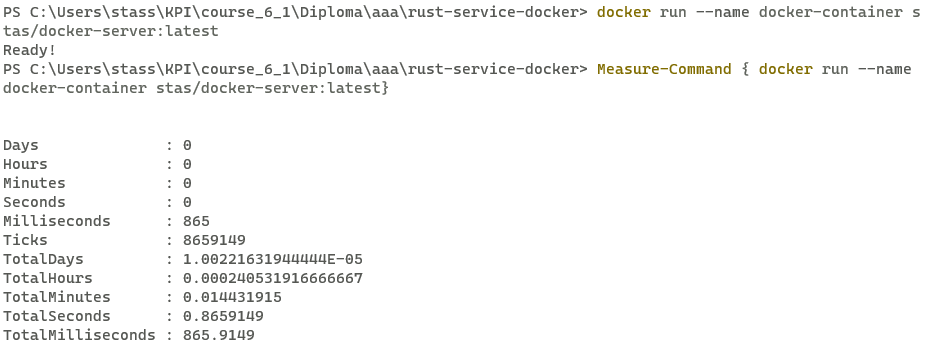 PS C:\Users\stass\KPI\course_6_1\Diploma\aaa\rust-service-docker> docker run --name docker-container s
tas/docker-server:latest
Ready!
PS C:\Users\stass\KPI\course_6_1\Diploma\aaa\rust-service-docker> Measure-Command { docker run --name
docker-container stas/docker-server:latest}
Days              : 0
Hours             : 0
Minutes           : 0
Seconds           : 0
Milliseconds      : 865
Ticks             : 8659149
TotalDays         : 1.00221631944444E-05
TotalHours        : 0.000240531916666667
TotalMinutes      : 0.014431915
TotalSeconds      : 0.8659149
TotalMilliseconds : 865.9149